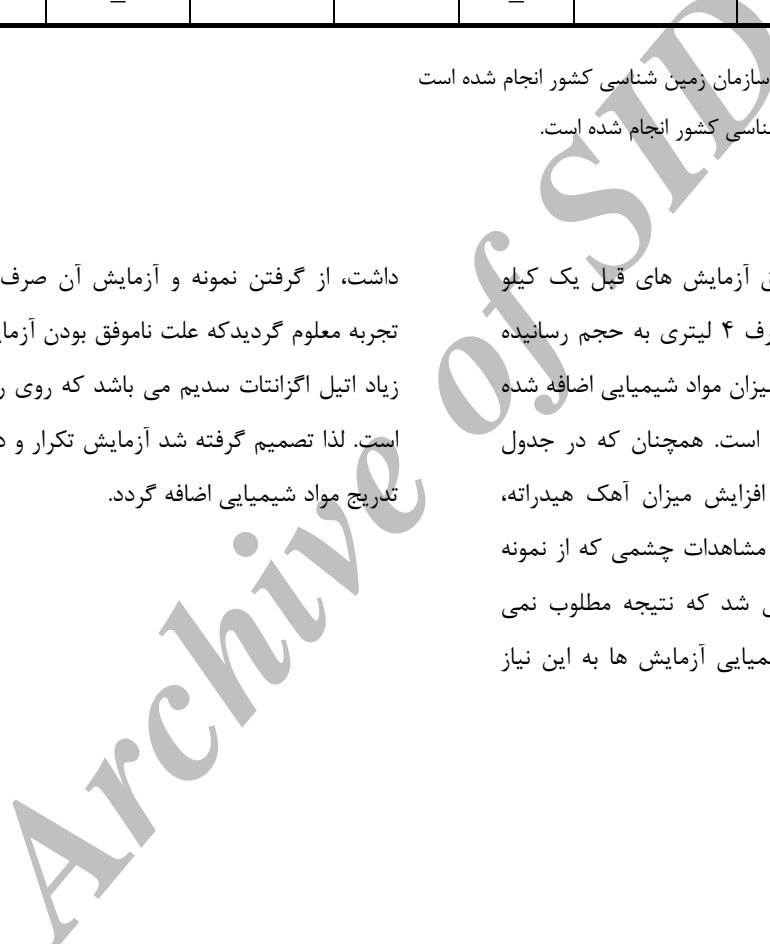 – –
سازمان زمین شناسی کشور انجام شده است
کشور انجام شده است.
آزمایش های قبل یک کیلو
۴ لیتری به حجم رسانیده
میزان مواد شیمیایی اضافه شده
است. همچنان که در جدول
افزایش میزان آهک هیدراته،
مشاهدات چشمی که از نمونه
شد که نتیجه مطلوب نمی
آزمایش ها به این نیاز
داشت، از گرفتن نمونه و آزمایش آن صرف
تجربه معلوم گردیدکه علت ناموفق بودن
زیاد اتیل اگزانتات سدیم می باشد که روی
است. لذا تصمیم گرفته شد آزمایش تکرار و
تدریج مواد شیمیایی اضافه گردد.
Archive of SID